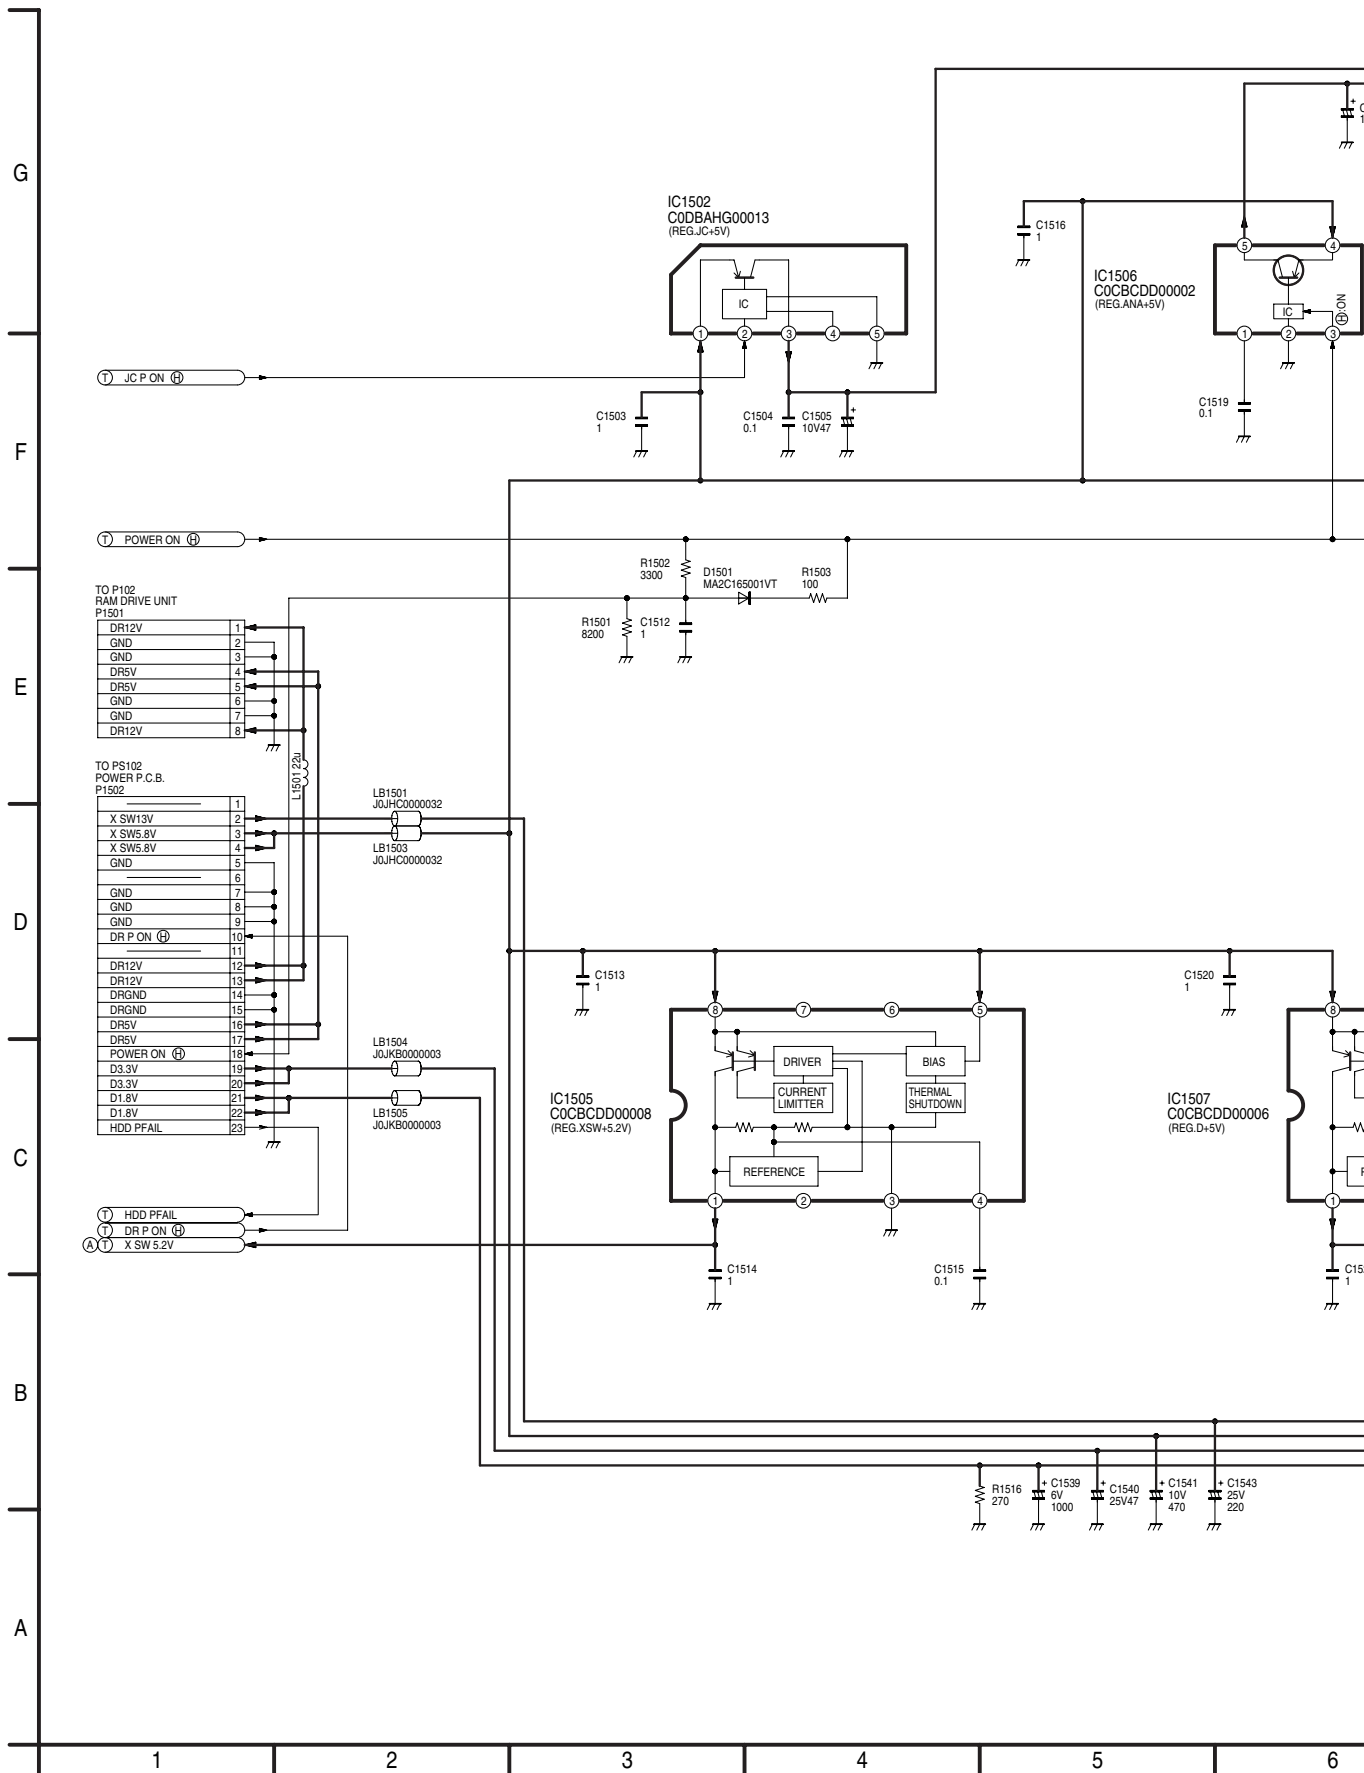 G
F
E
D
C
B
A
1
2
3
4
5
6
IC1502
C0DBAHG00013
(REG.JC+5V)
IC
1
2
3
4
5
C1516
1
IC1506
C0CBCDD00002
(REG.ANA+5V)
5
4
IC
(H):ON
1
2
3
T JC P ON H
C1503
1
C1504
0.1
C1505
10V47
+
C1519
0.1
T POWER ON H
R1502
3300
D1501
MA2C165001VT
R1503
100
R1501
8200
C1512
1
TO P102
RAM DRIVE UNIT
P1501
DR12V 1
GND 2
GND 3
DR5V 4
DR5V 5
GND 6
GND 7
DR12V 8
L1501 22u
TO PS102
POWER P.C.B.
P1502
1
X SW13V 2
X SW5.8V 3
X SW5.8V 4
GND 5
6
GND 7
GND 8
GND 9
DR P ON H 10
11
DR12V 12
DR12V 13
DRGND 14
DRGND 15
DR5V 16
DR5V 17
POWER ON H 18
D3.3V 19
D3.3V 20
D1.8V 21
D1.8V 22
HDD PFAIL 23
LB1501
J0JHC0000032
LB1503
J0JHC0000032
LB1504
J0JKB0000003
LB1505
J0JKB0000003
T HDD PFAIL
T DR P ON H
A T X SW 5.2V
C1513
1
8
7
6
5
IC1505
C0CBCDD00008
(REG.XSW+5.2V)
DRIVER
BIAS
CURRENT
LIMITTER
THERMAL
SHUTDOWN
REFERENCE
1
2
3
4
C1514
1
C1515
0.1
C1520
1
8
IC1507
C0CBCDD00006
(REG.D+5V)
1
1
R1516
270
+ C1539
6V
1000
+ C1540
25V47
+ C1541
10V
470
+ C1543
25V
220